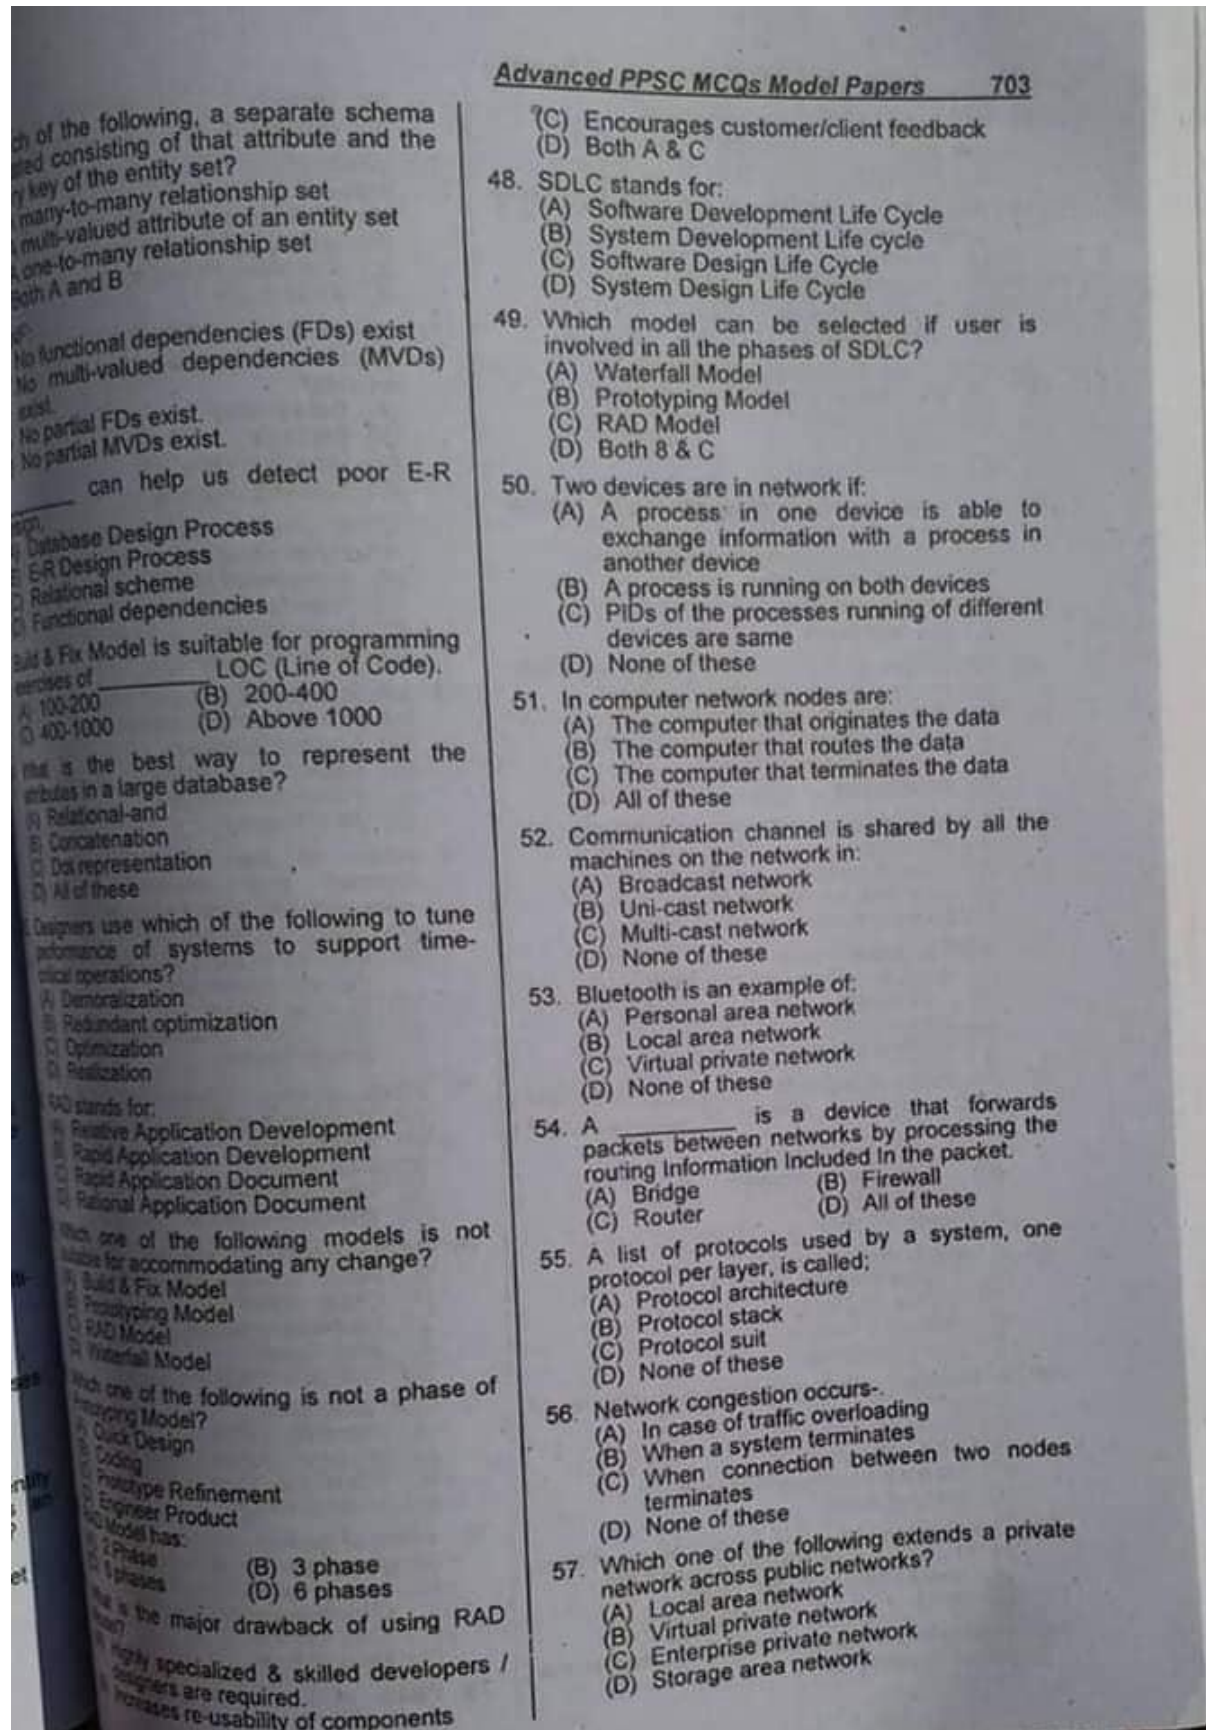 Advanced PPSC MCQs Model Papers 703
of the following, a separate schema
consisting of that attribute and the
key of the entity set?
many-to-many relationship set
multi-valued attribute of an entity set
one-to-many relationship set
Both A and B
No functional dependencies (FDs) exist
No multi-valued dependencies (MVDs)
exist.
No partial FDs exist.
No partial MVDs exist.
______ can help us detect poor E-R
Database Design Process
E-R Design Process
Relational scheme
Functional dependencies
Build & Fix Model is suitable for programming
exercises of __________ LOC (Line of Code).
100-200 (B) 200-400
400-1000 (D) Above 1000
is the best way to represent the
attributes in a large database?
Relational-and
Concatenation
Dot representation
All of these
Designers use which of the following to tune
performance of systems to support time-
critical operations?
Demoralization
Redundant optimization
Optimization
Realization
RAD stands for:
Relative Application Development
Rapid Application Development
Rapid Application Document
Rational Application Document
Which one of the following models is not
suitable for accommodating any change?
Build & Fix Model
Prototyping Model
RAD Model
Waterfall Model
Which one of the following is not a phase of
Prototyping Model?
Quick Design
Coding
Prototype Refinement
Engineer Product
Model has:
2 Phase (B) 3 phase
5 phases (D) 6 phases
is the major drawback of using RAD
Highly specialized & skilled developers /
designers are required.
Increases re-usability of components
(C) Encourages customer/client feedback
(D) Both A & C
48. SDLC stands for:
(A) Software Development Life Cycle
(B) System Development Life cycle
(C) Software Design Life Cycle
(D) System Design Life Cycle
49. Which model can be selected if user is
involved in all the phases of SDLC?
(A) Waterfall Model
(B) Prototyping Model
(C) RAD Model
(D) Both 8 & C
50. Two devices are in network if:
(A) A process in one device is able to
exchange information with a process in
another device
(B) A process is running on both devices
(C) PIDs of the processes running of different
devices are same
(D) None of these
51. In computer network nodes are:
(A) The computer that originates the data
(B) The computer that routes the data
(C) The computer that terminates the data
(D) All of these
52. Communication channel is shared by all the
machines on the network in:
(A) Broadcast network
(B) Uni-cast network
(C) Multi-cast network
(D) None of these
53. Bluetooth is an example of:
(A) Personal area network
(B) Local area network
(C) Virtual private network
(D) None of these
54. A __________ is a device that forwards
packets between networks by processing the
routing Information Included In the packet.
(A) Bridge (B) Firewall
(C) Router (D) All of these
55. A list of protocols used by a system, one
protocol per layer, is called;
(A) Protocol architecture
(B) Protocol stack
(C) Protocol suit
(D) None of these
56. Network congestion occurs-.
(A) In case of traffic overloading
(B) When a system terminates
(C) When connection between two nodes
terminates
(D) None of these
57. Which one of the following extends a private
network across public networks?
(A) Local area network
(B) Virtual private network
(C) Enterprise private network
(D) Storage area network